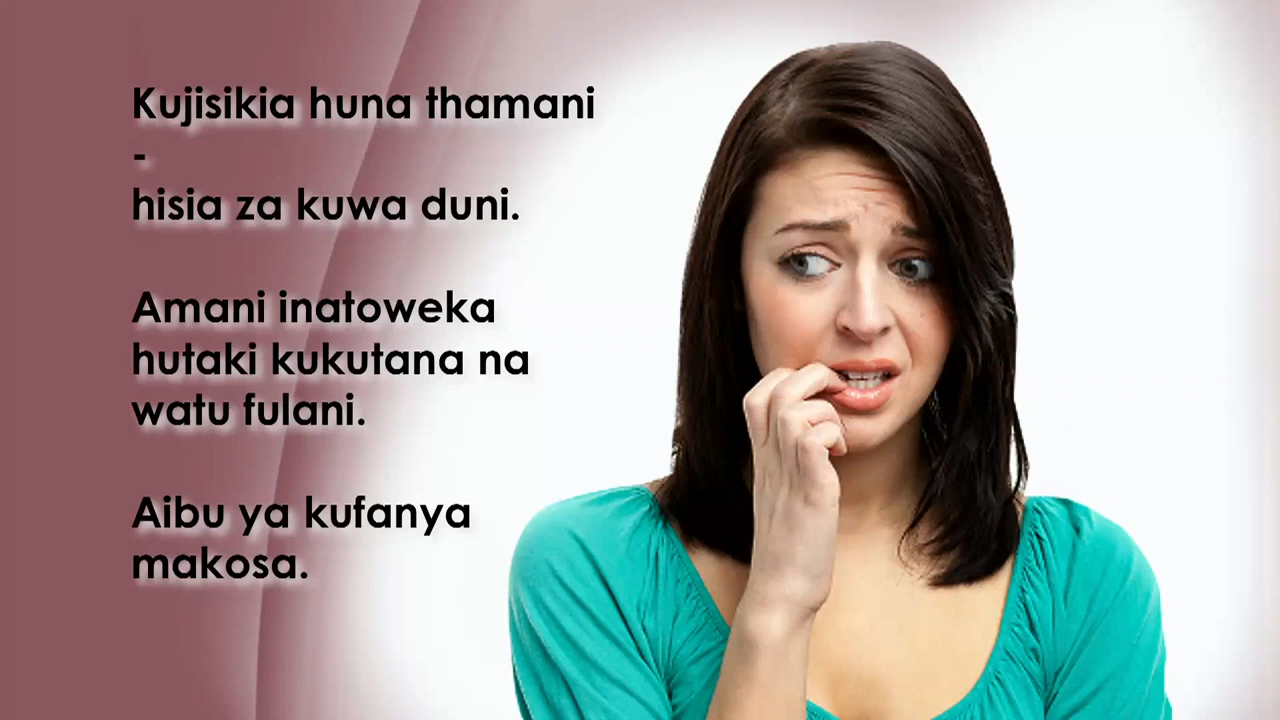 Kujisikia huna thamani
-
hisia za kuwa duni.
Amani inatoweka
hutaki kukutana na
watu fulani.
Aibu ya kufanya
makosa.